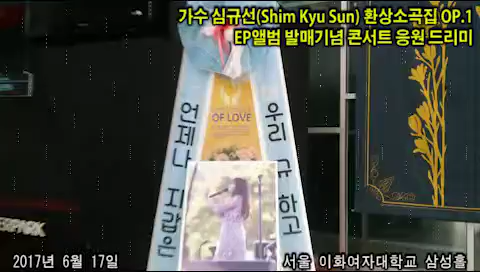 가수 심규선(Shim Kyu Sun) 환상소곡집 OP.1
EP앨범 발매기념 콘서트 응원 드리미
OF LOVE
언제나 지갑은
우리 규하고
2017년 6월 17일
서울 이화여자대학교 삼성홀